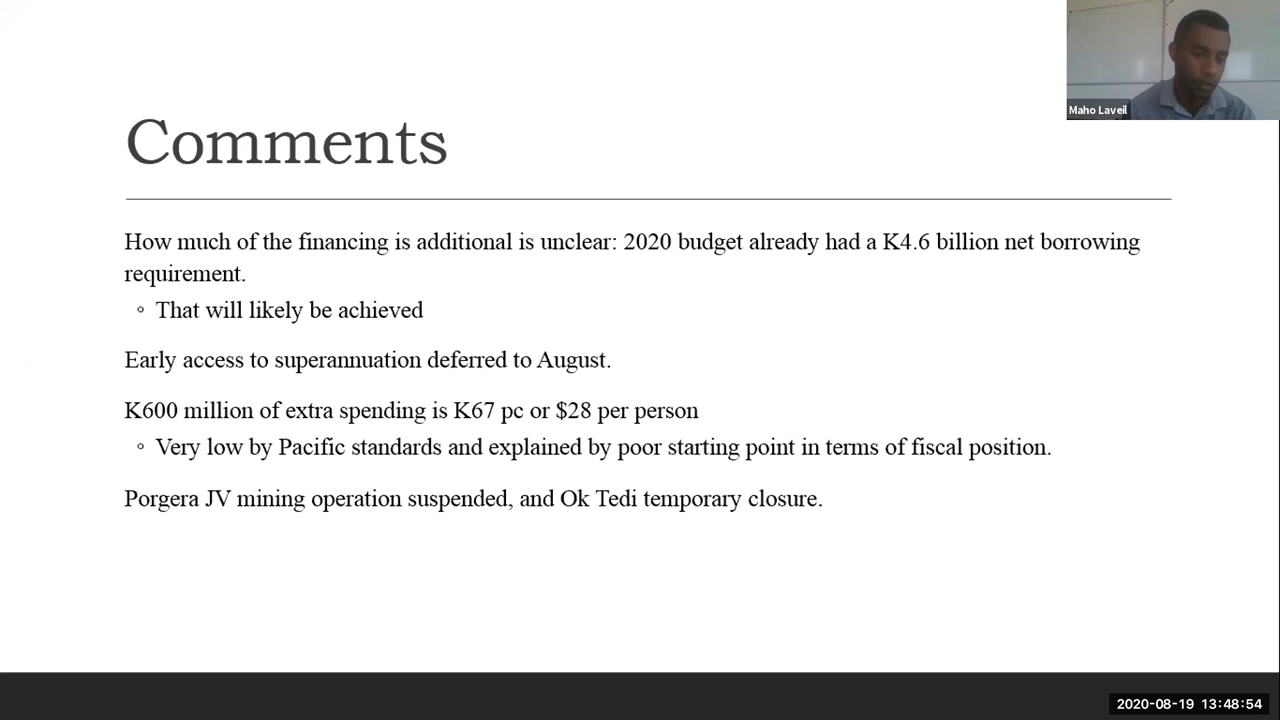 Maho Laveil
Comments
How much of the financing is additional is unclear: 2020 budget already had a K4.6 billion net borrowing
requirement.
◦ That will likely be achieved
Early access to superannuation deferred to August.
K600 million of extra spending is K67 pc or $28 per person
◦ Very low by Pacific standards and explained by poor starting point in terms of fiscal position.
Porgera JV mining operation suspended, and Ok Tedi temporary closure.
2020-08-19 13:48:54